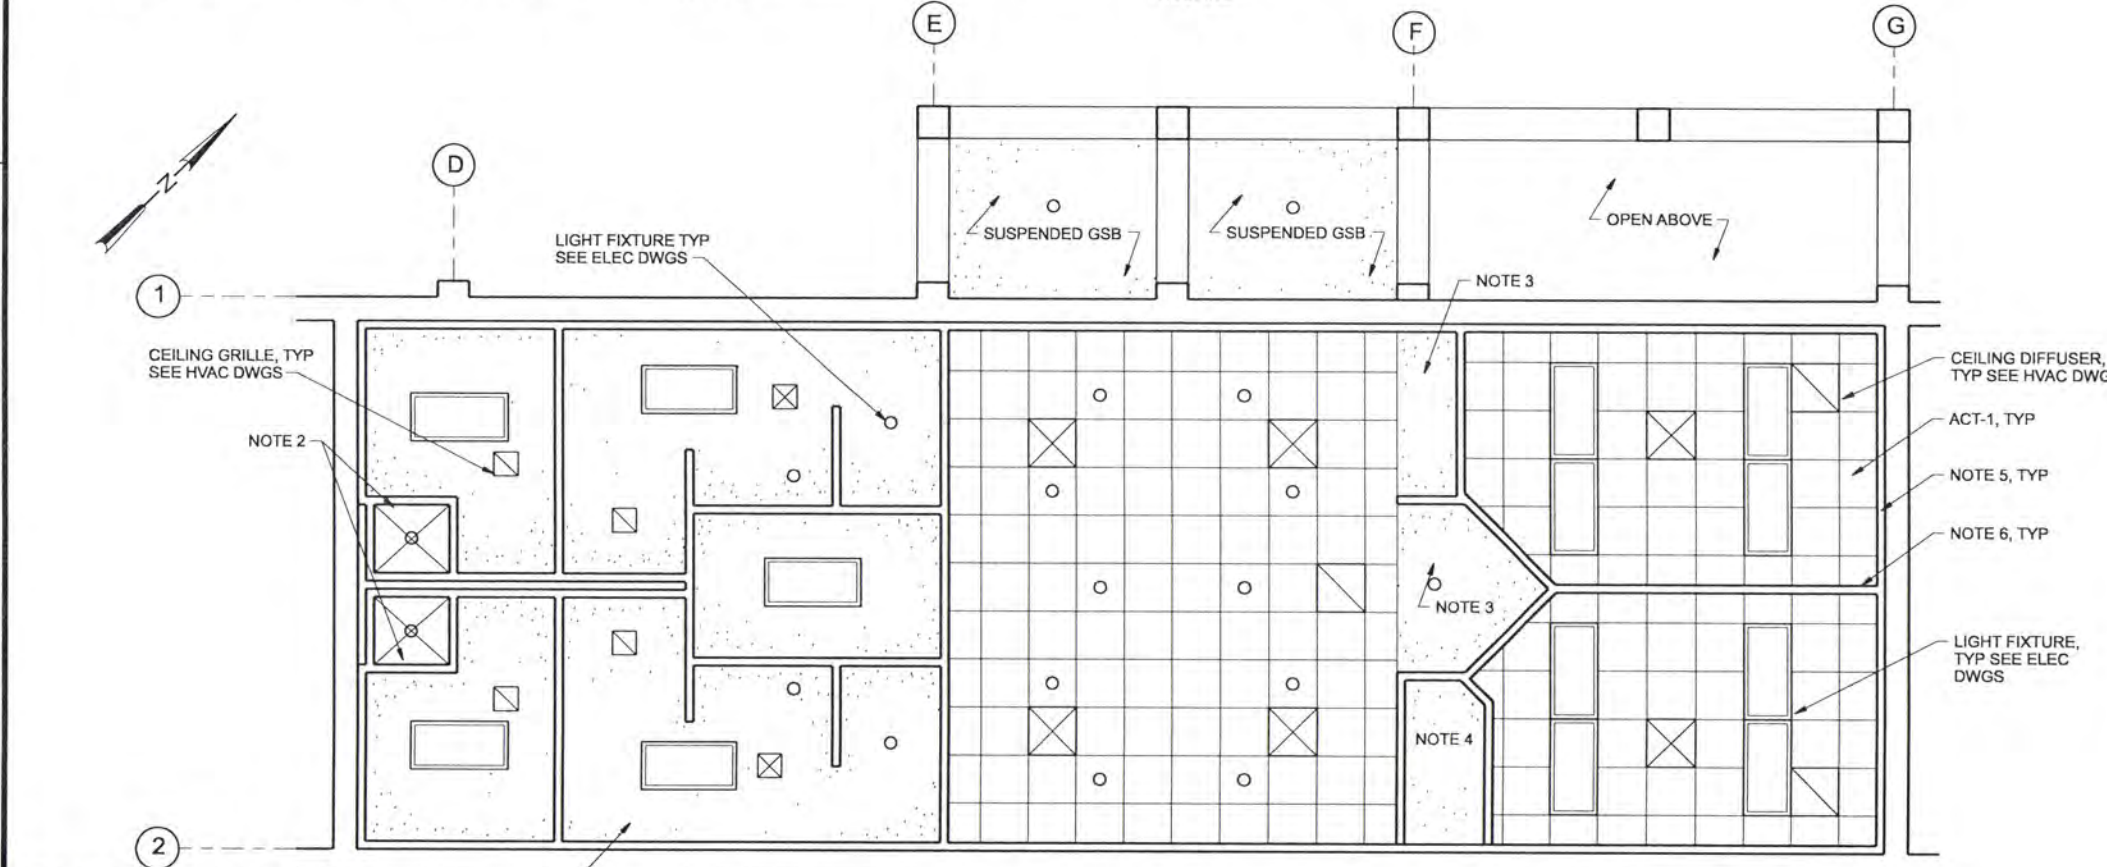 E
F
G
D
N
1
2
LIGHT FIXTURE TYP
SEE ELEC DWGS
SUSPENDED GSB
SUSPENDED GSB
OPEN ABOVE
NOTE 3
CEILING GRILLE, TYP
SEE HVAC DWGS
NOTE 2
CEILING DIFFUSER,
TYP SEE HVAC DWG
ACT-1, TYP
NOTE 5, TYP
NOTE 6, TYP
NOTE 3
LIGHT FIXTURE,
TYP SEE ELEC
DWGS
NOTE 4